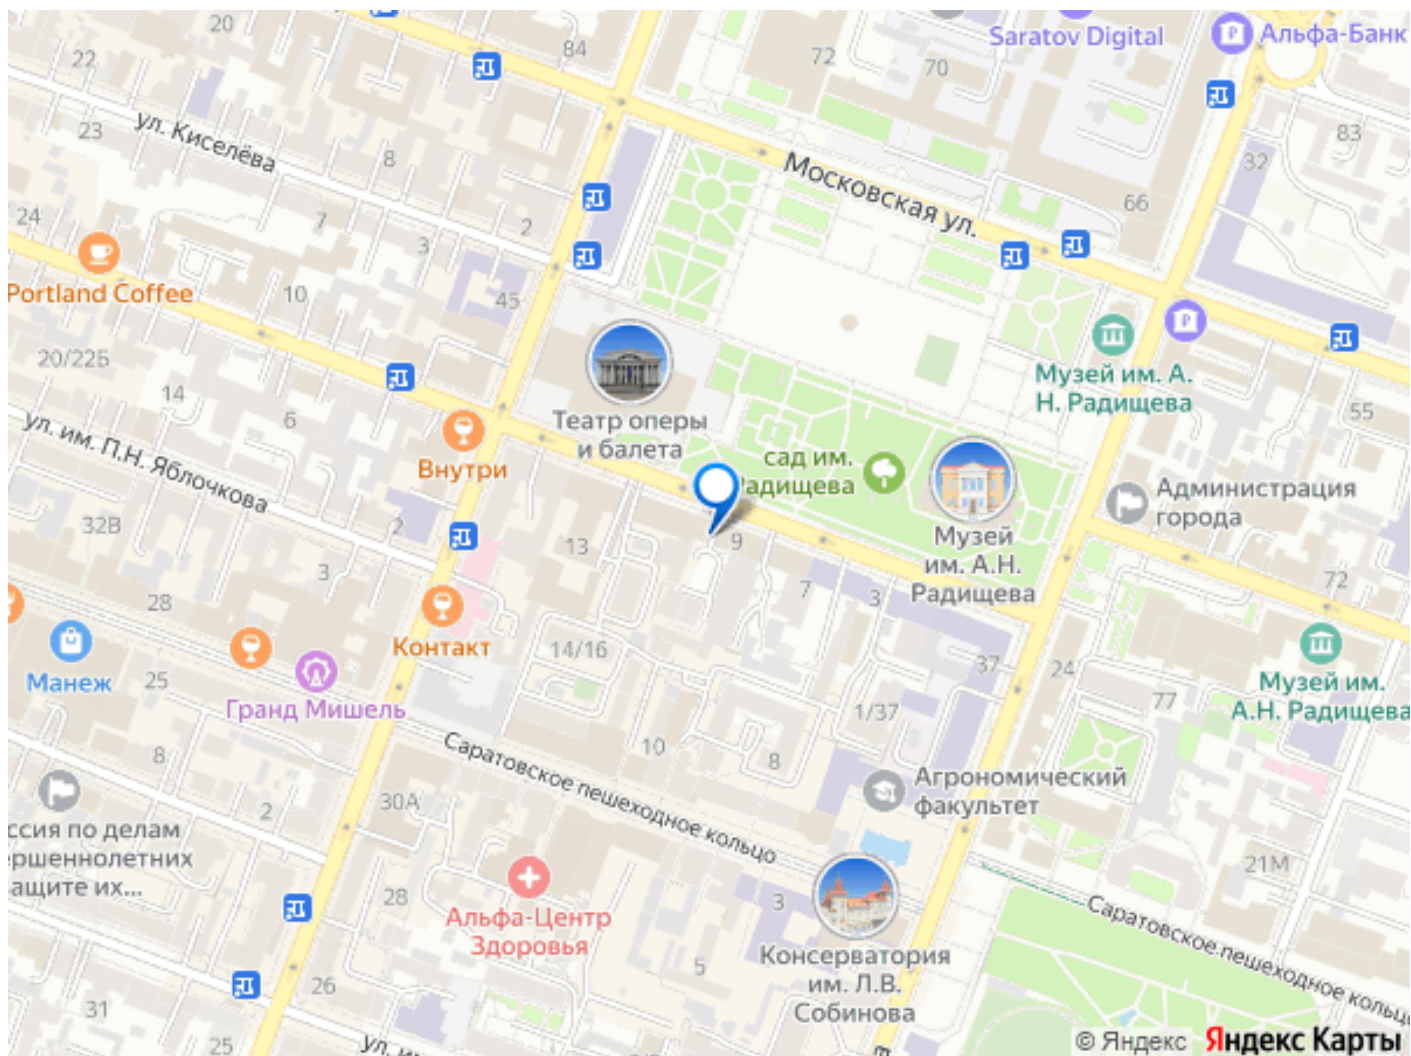 20
84
72
70
Saratov Digital
Альфа-Банк
22
23
ул. Киселёва
8
83
32
Московская ул.
66
24
7
3
2
Portland Coffee
10
45
20/22Б
14
6
Театр оперы
и балета
Музей им. А.
Н. Радищева
55
ул. им. П.Н. Яблочкова
Внутри
сад им.
Радищева
Администрация
города
32В
2
13
9
Музей
им. А.Н.
Радищева
3
28
7
3
72
Контакт
14/16
Манеж
25
Гранд Мишель
37
24
77
Музей им.
А.Н. Радищева
1/37
8
10
8
Саратовское пешеходное кольцо
Агрономический
факультет
2
30А
ссия по делам
ершеннолетних
ащите их...
28
Альфа-Центр
Здоровья
3
21М
Саратовское пешеходное кольцо
Консерватория
им. Л.В.
Собинова
5
26
31
25
ул. и
© Яндекс Яндекс Карты